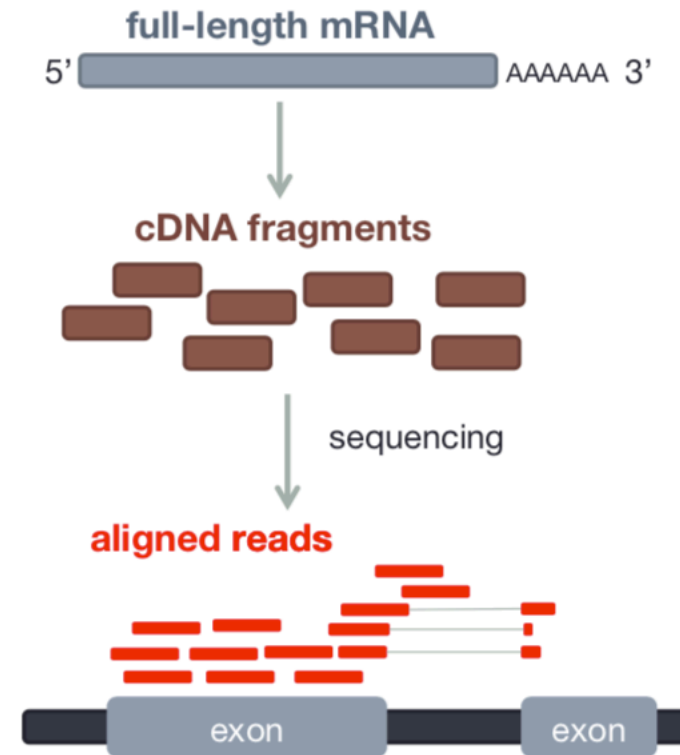 full-length mRNA
5’ AAAAAA 3’
cDNA fragments
sequencing
aligned reads
exon exon